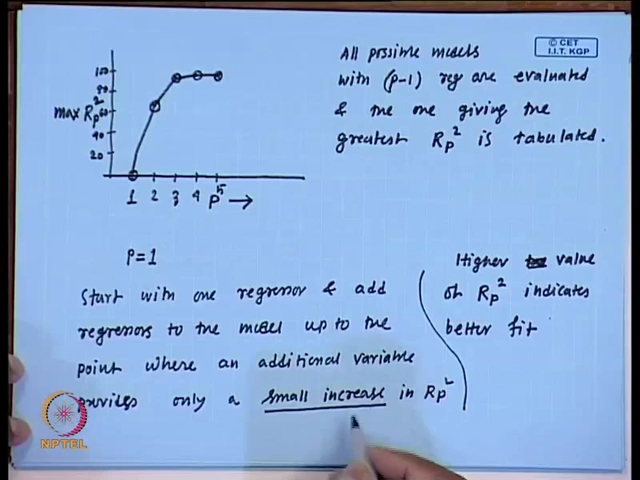 © CET
I.I.T. KGP
All possible models
with (p-1) reg are evaluated
& the one giving the
greatest Rp² is tabulated.
100
80
max Rp² 60
40
20
1 2 3 4 5
P →
P=1
Start with one regressor & add
regressors to the model up to the
point where an additional variable
provides only a small increase in Rp²
Higher value
of Rp² indicates
better fit
NPTEL